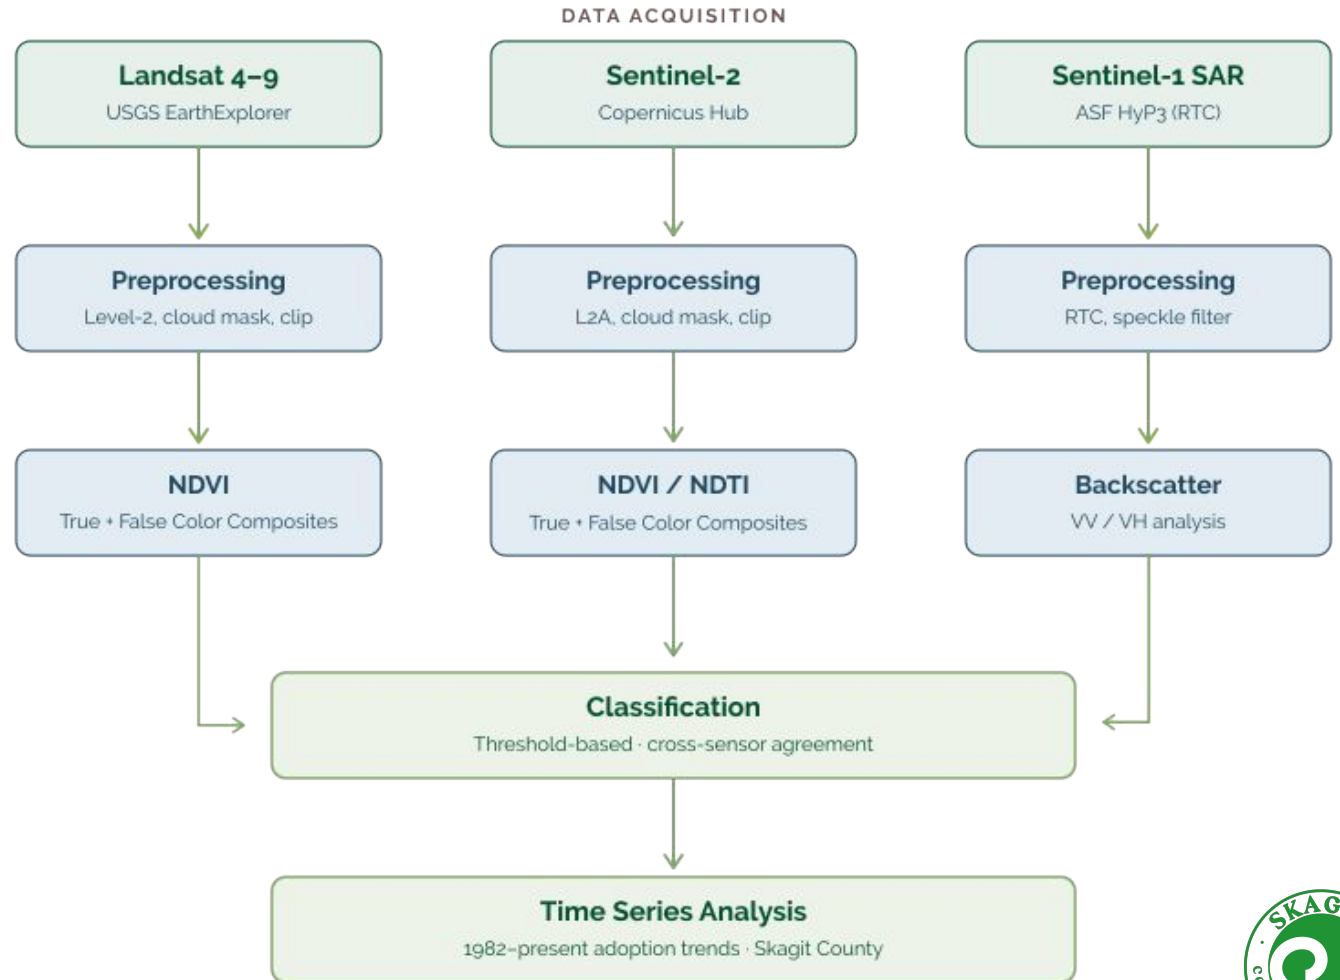 DATA ACQUISITION
Landsat 4–9
USGS EarthExplorer
Sentinel-2
Copernicus Hub
Sentinel-1 SAR
ASF HyP3 (RTC)
Preprocessing
Level-2, cloud mask, clip
Preprocessing
L2A, cloud mask, clip
Preprocessing
RTC, speckle filter
NDVI
True + False Color Composites
NDVI / NDTI
True + False Color Composites
Backscatter
VV / VH analysis
Classification
Threshold-based · cross-sensor agreement
Time Series Analysis
1982–present adoption trends · Skagit County
SKAG